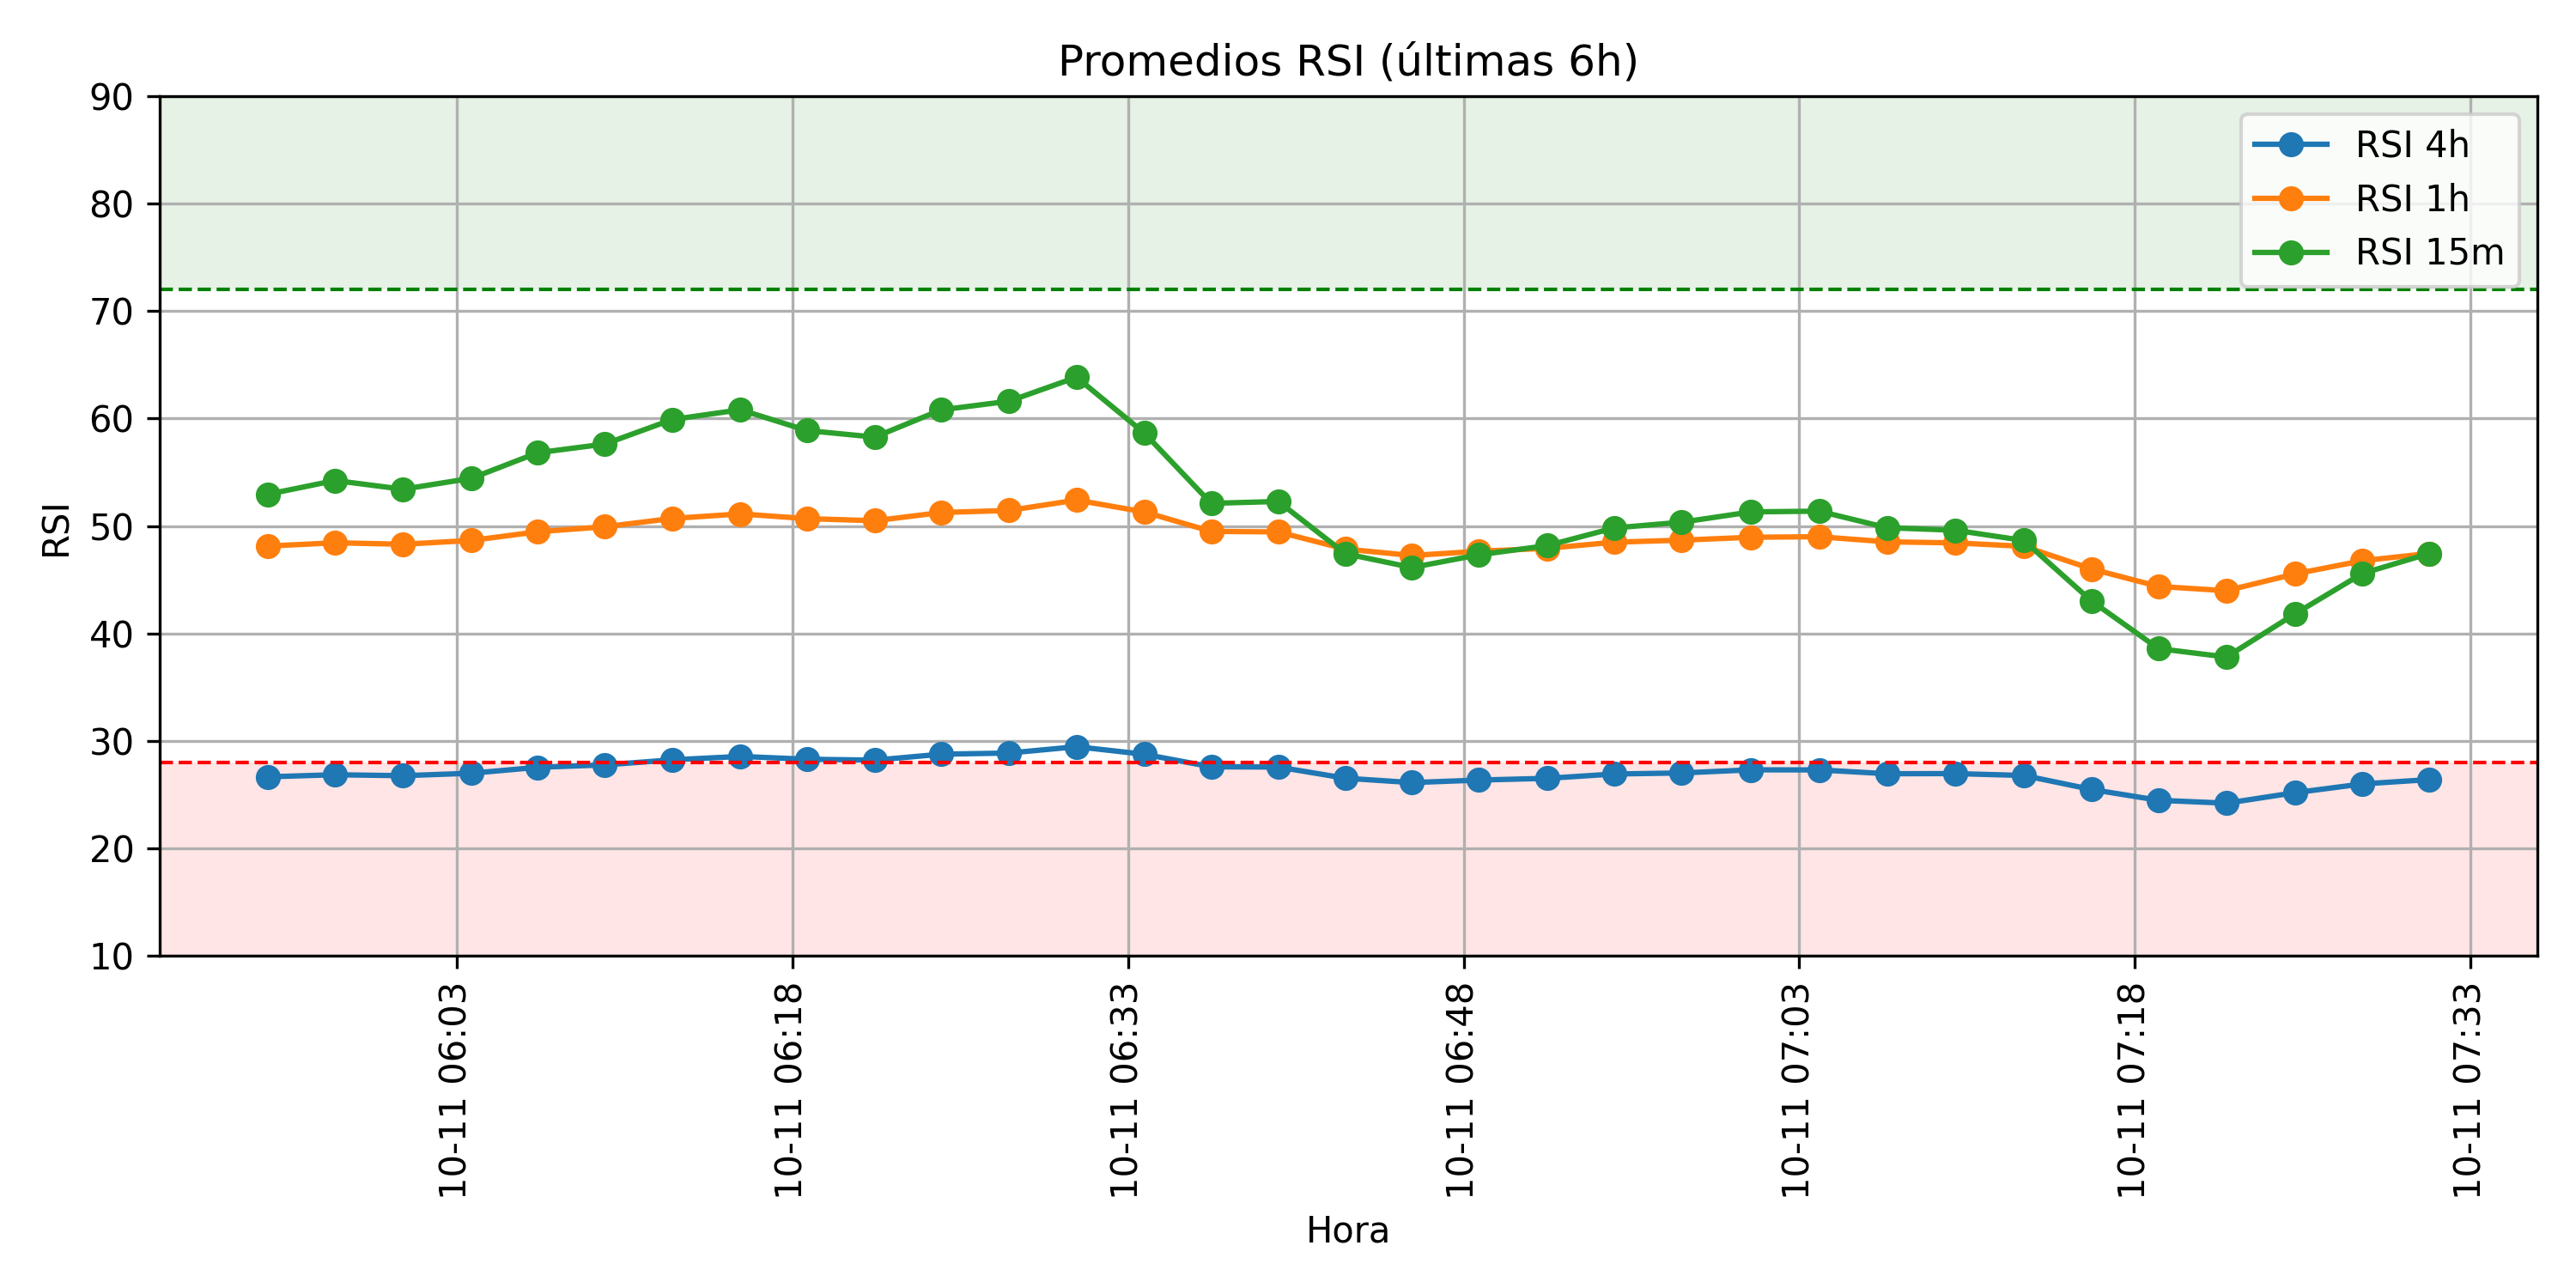 Promedios RSI (últimas 6h)
RSI 4h
RSI 1h
RSI 15m
RSI
90
80
70
60
50
40
30
20
10
10-11 06:03
10-11 06:18
10-11 06:33
10-11 06:48
10-11 07:03
10-11 07:18
10-11 07:33
Hora